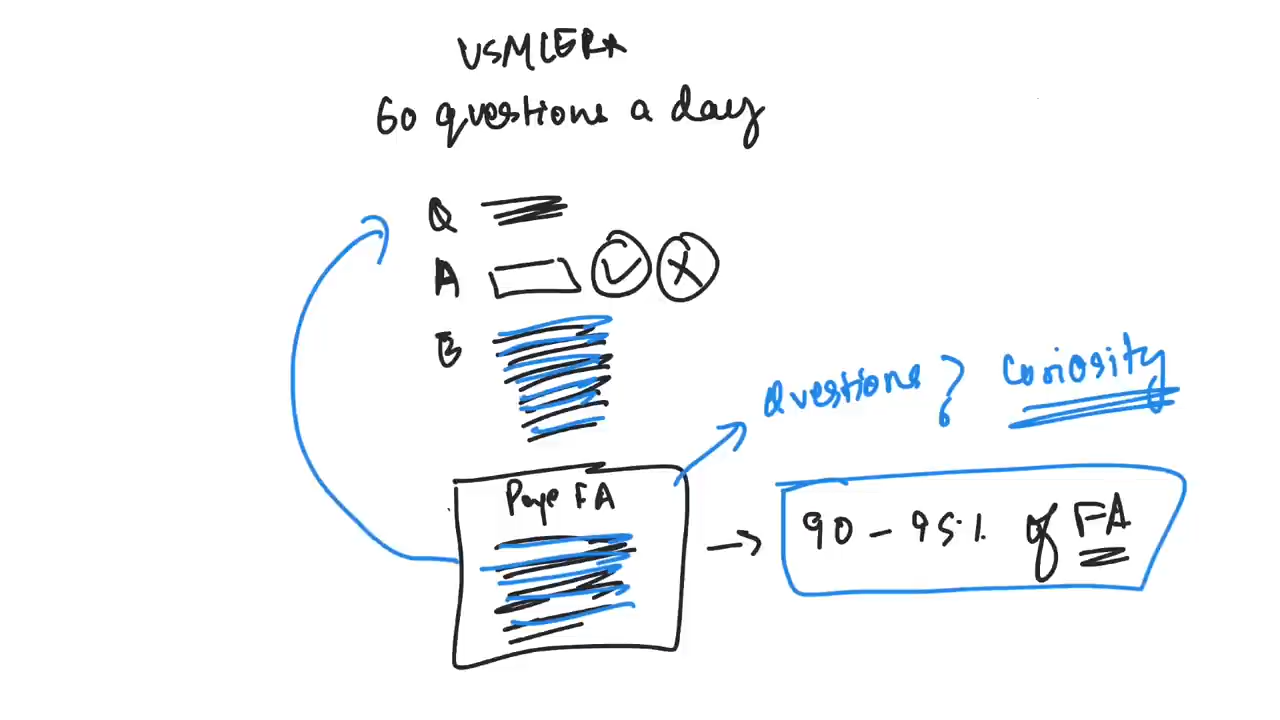 USMLERX
60 questions a day
Q
A
E
Questions ? Curiosity
Page FA
90 - 95% of FA